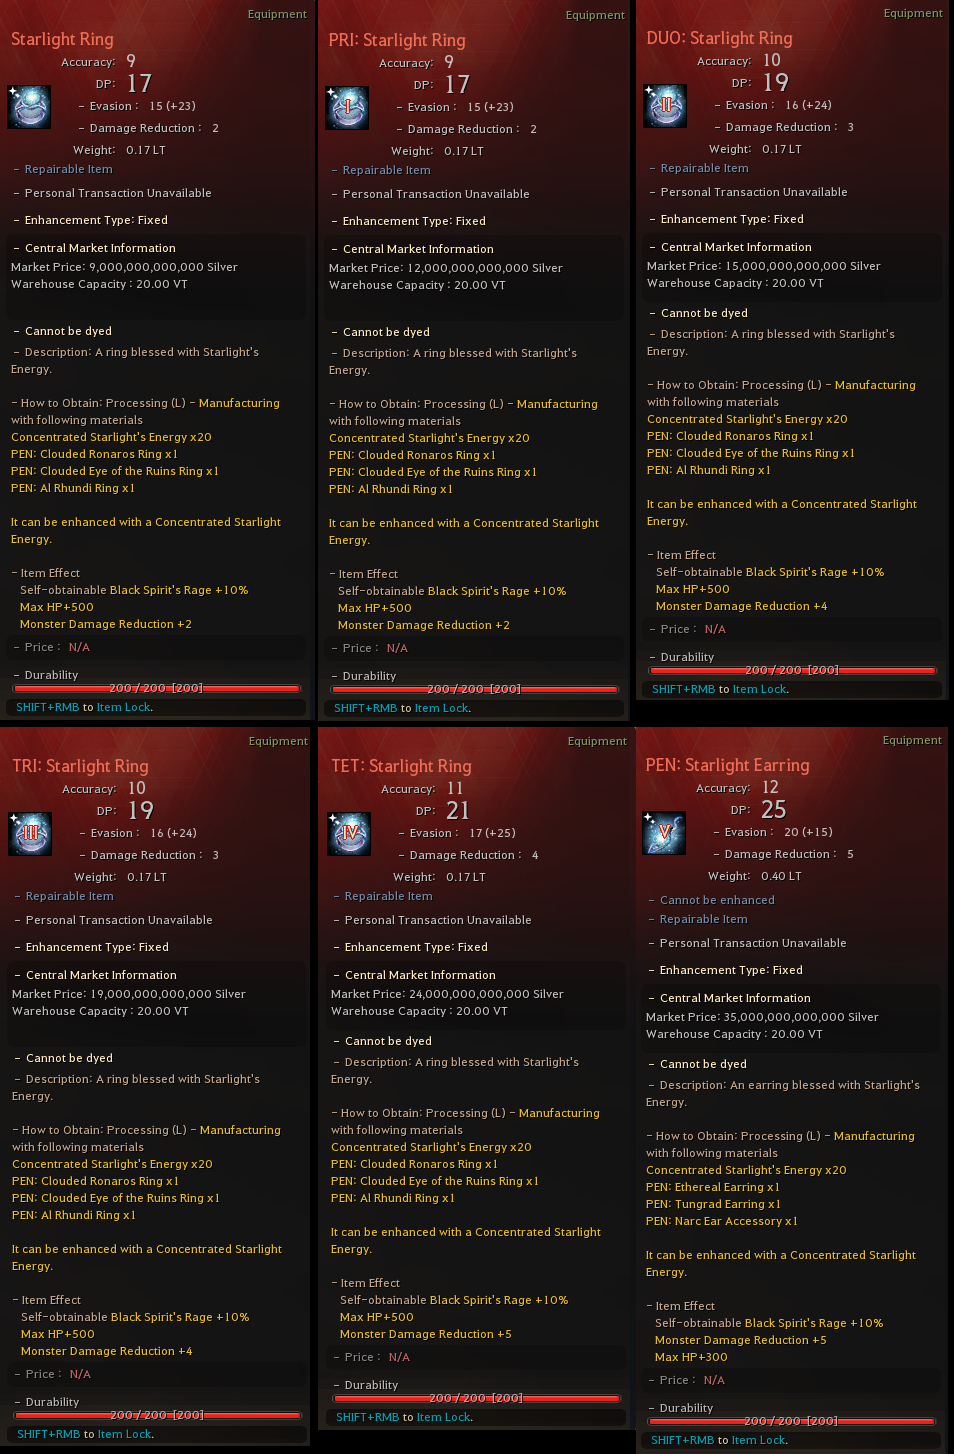 Equipment
Starlight Ring
Accuracy: 9
DP: 17
- Evasion : 15 (+23)
- Damage Reduction : 2
Weight: 0.17 LT
- Repairable Item
- Personal Transaction Unavailable
- Enhancement Type: Fixed
- Central Market Information
Market Price: 9,000,000,000,000 Silver
Warehouse Capacity : 20.00 VT
- Cannot be dyed
- Description: A ring blessed with Starlight's
Energy.
- How to Obtain: Processing (L) - Manufacturing
with following materials
Concentrated Starlight's Energy x20
PEN: Clouded Ronaros Ring x1
PEN: Clouded Eye of the Ruins Ring x1
PEN: Al Rhundi Ring x1
It can be enhanced with a Concentrated Starlight
Energy.
- Item Effect
Self-obtainable Black Spirit's Rage +10%
Max HP+500
Monster Damage Reduction +2
- Price : N/A
- Durability
200 / 200 [200]
SHIFT+RMB to Item Lock.
Equipment
PRI: Starlight Ring
Accuracy: 9
DP: 17
I
- Evasion : 15 (+23)
- Damage Reduction : 2
Weight: 0.17 LT
- Repairable Item
- Personal Transaction Unavailable
- Enhancement Type: Fixed
- Central Market Information
Market Price: 12,000,000,000,000 Silver
Warehouse Capacity : 20.00 VT
- Cannot be dyed
- Description: A ring blessed with Starlight's
Energy.
- How to Obtain: Processing (L) - Manufacturing
with following materials
Concentrated Starlight's Energy x20
PEN: Clouded Ronaros Ring x1
PEN: Clouded Eye of the Ruins Ring x1
PEN: Al Rhundi Ring x1
It can be enhanced with a Concentrated Starlight
Energy.
- Item Effect
Self-obtainable Black Spirit's Rage +10%
Max HP+500
Monster Damage Reduction +2
- Price : N/A
- Durability
200 / 200 [200]
SHIFT+RMB to Item Lock.
Equipment
DUO: Starlight Ring
Accuracy: 10
DP: 19
II
- Evasion : 16 (+24)
- Damage Reduction : 3
Weight: 0.17 LT
- Repairable Item
- Personal Transaction Unavailable
- Enhancement Type: Fixed
- Central Market Information
Market Price: 15,000,000,000,000 Silver
Warehouse Capacity : 20.00 VT
- Cannot be dyed
- Description: A ring blessed with Starlight's
Energy.
- How to Obtain: Processing (L) - Manufacturing
with following materials
Concentrated Starlight's Energy x20
PEN: Clouded Ronaros Ring x1
PEN: Clouded Eye of the Ruins Ring x1
PEN: Al Rhundi Ring x1
It can be enhanced with a Concentrated Starlight
Energy.
- Item Effect
Self-obtainable Black Spirit's Rage +10%
Max HP+500
Monster Damage Reduction +4
- Price : N/A
- Durability
200 / 200 [200]
SHIFT+RMB to Item Lock.
Equipment
TRI: Starlight Ring
Accuracy: 10
DP: 19
III
- Evasion : 16 (+24)
- Damage Reduction : 3
Weight: 0.17 LT
- Repairable Item
- Personal Transaction Unavailable
- Enhancement Type: Fixed
- Central Market Information
Market Price: 19,000,000,000,000 Silver
Warehouse Capacity : 20.00 VT
- Cannot be dyed
- Description: A ring blessed with Starlight's
Energy.
- How to Obtain: Processing (L) - Manufacturing
with following materials
Concentrated Starlight's Energy x20
PEN: Clouded Ronaros Ring x1
PEN: Clouded Eye of the Ruins Ring x1
PEN: Al Rhundi Ring x1
It can be enhanced with a Concentrated Starlight
Energy.
- Item Effect
Self-obtainable Black Spirit's Rage +10%
Max HP+500
Monster Damage Reduction +4
- Price : N/A
- Durability
200 / 200 [200]
SHIFT+RMB to Item Lock.
Equipment
TET: Starlight Ring
Accuracy: 11
DP: 21
IV
- Evasion : 17 (+25)
- Damage Reduction : 4
Weight: 0.17 LT
- Repairable Item
- Personal Transaction Unavailable
- Enhancement Type: Fixed
- Central Market Information
Market Price: 24,000,000,000,000 Silver
Warehouse Capacity : 20.00 VT
- Cannot be dyed
- Description: A ring blessed with Starlight's
Energy.
- How to Obtain: Processing (L) - Manufacturing
with following materials
Concentrated Starlight's Energy x20
PEN: Clouded Ronaros Ring x1
PEN: Clouded Eye of the Ruins Ring x1
PEN: Al Rhundi Ring x1
It can be enhanced with a Concentrated Starlight
Energy.
- Item Effect
Self-obtainable Black Spirit's Rage +10%
Max HP+500
Monster Damage Reduction +5
- Price : N/A
- Durability
200 / 200 [200]
SHIFT+RMB to Item Lock.
Equipment
PEN: Starlight Earring
Accuracy: 12
DP: 25
V
- Evasion : 20 (+15)
- Damage Reduction : 5
Weight: 0.40 LT
- Cannot be enhanced
- Repairable Item
- Personal Transaction Unavailable
- Enhancement Type: Fixed
- Central Market Information
Market Price: 35,000,000,000,000 Silver
Warehouse Capacity : 20.00 VT
- Cannot be dyed
- Description: An earring blessed with Starlight's
Energy.
- How to Obtain: Processing (L) - Manufacturing
with following materials
Concentrated Starlight's Energy x20
PEN: Ethereal Earring x1
PEN: Tungrad Earring x1
PEN: Narc Ear Accessory x1
It can be enhanced with a Concentrated Starlight
Energy.
- Item Effect
Self-obtainable Black Spirit's Rage +10%
Monster Damage Reduction +5
Max HP+300
- Price : N/A
- Durability
200 / 200 [200]
SHIFT+RMB to Item Lock.